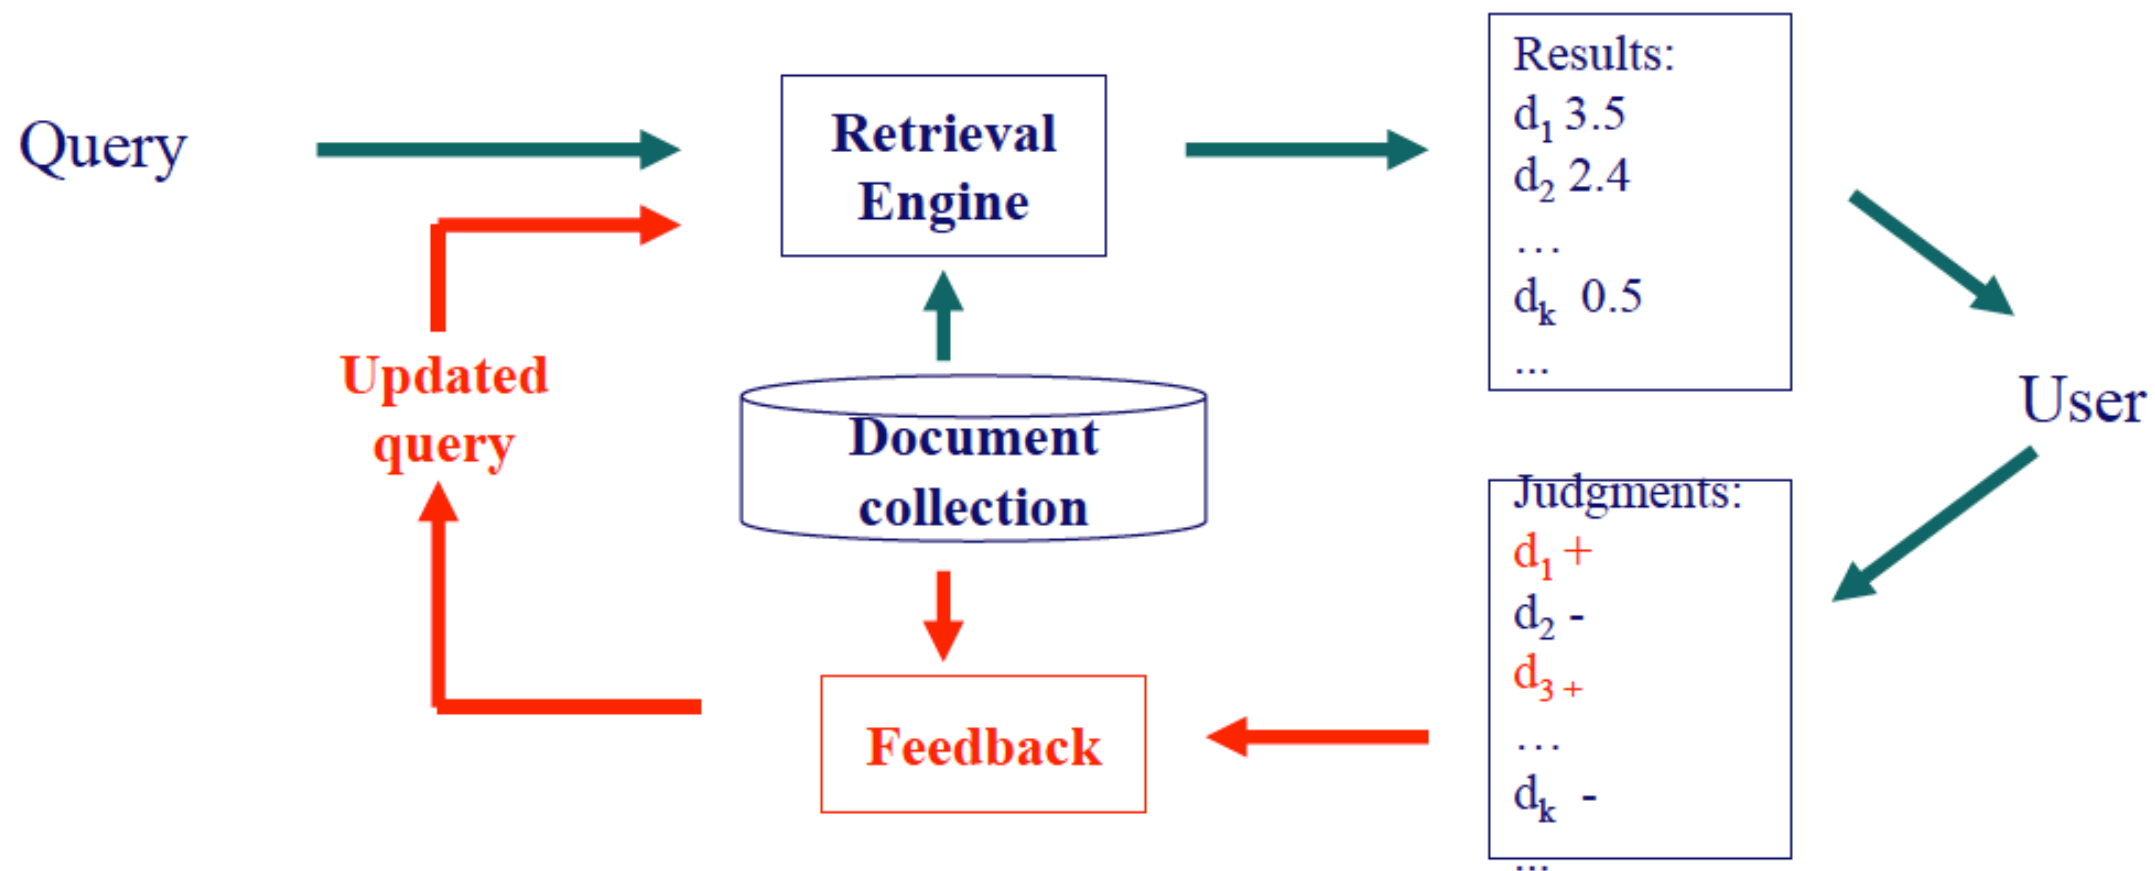 Query
Retrieval
Engine
Results:
d₁ 3.5
d₂ 2.4
...
dₖ 0.5
...
User
Updated
query
Document
collection
Judgments:
d₁ +
d₂ -
d₃ +
...
dₖ -
...
Feedback